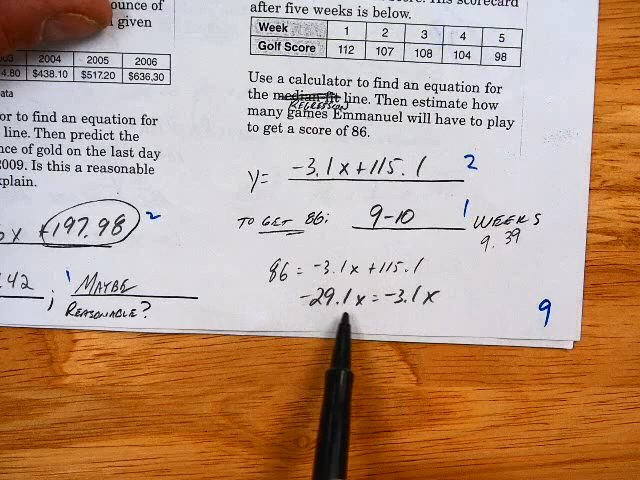 ounce of
given
2004 2005 2006
4.80 $438.10 $517.20 $636,30
ata
or to find an equation for
line. Then predict the
nce of gold on the last day
2009. Is this a reasonable
xplain.
x +197.98 2
.42 ; 1 MAYBE
REASONABLE?
after five weeks is below.
Week 1 2 3 4 5
Golf Score 112 107 108 104 98
Use a calculator to find an equation for
the median-fit line. Then estimate how
REGRESSION
many games Emmanuel will have to play
to get a score of 86.
y= -3.1x+115.1 2
TO GET 86: 9-10 1 WEEKS
9.39
86 = -3.1x+115.1
-29.1x = -3.1x
9